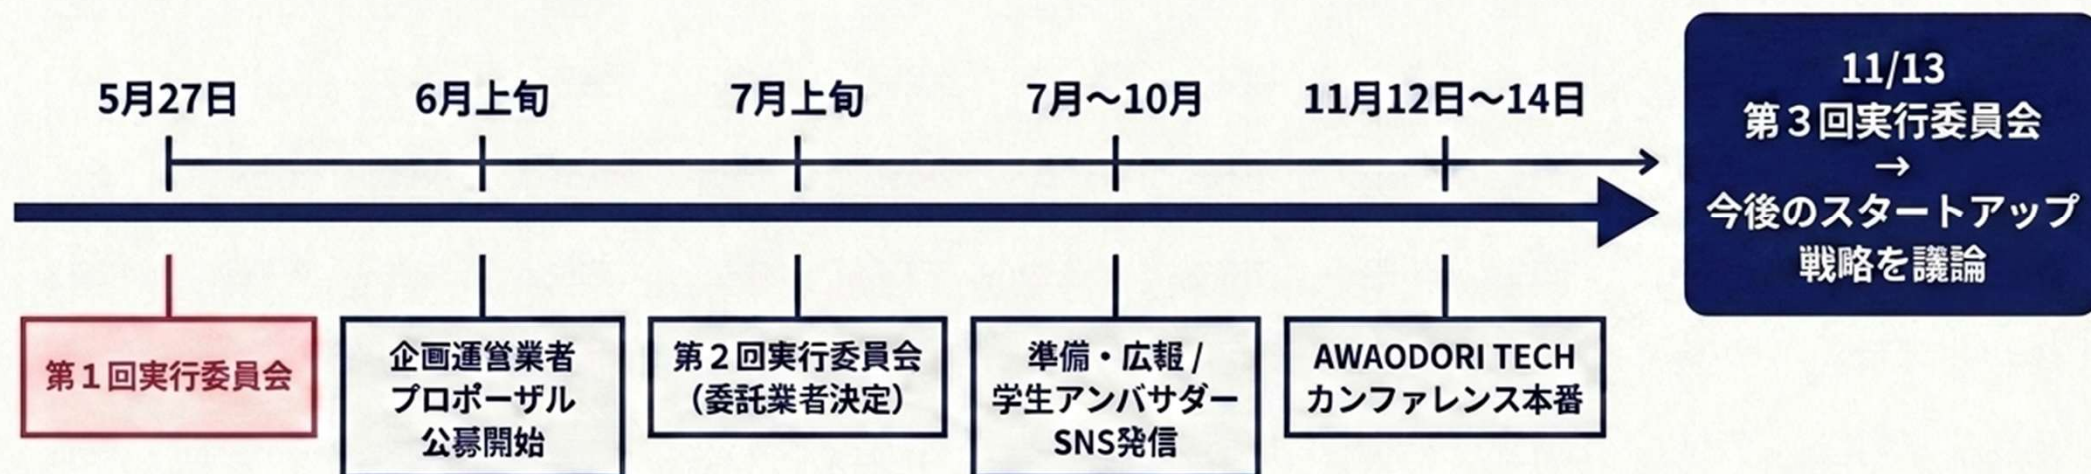 5月27日
6月上旬
7月上旬
7月〜10月
11月12日〜14日
第1回実行委員会
企画運営業者
プロポーザル
公募開始
第2回実行委員会
（委託業者決定）
準備・広報 /
学生アンバサダー
SNS発信
AWAODORI TECH
カンファレンス本番
11/13
第3回実行委員会
→
今後のスタートアップ
戦略を議論